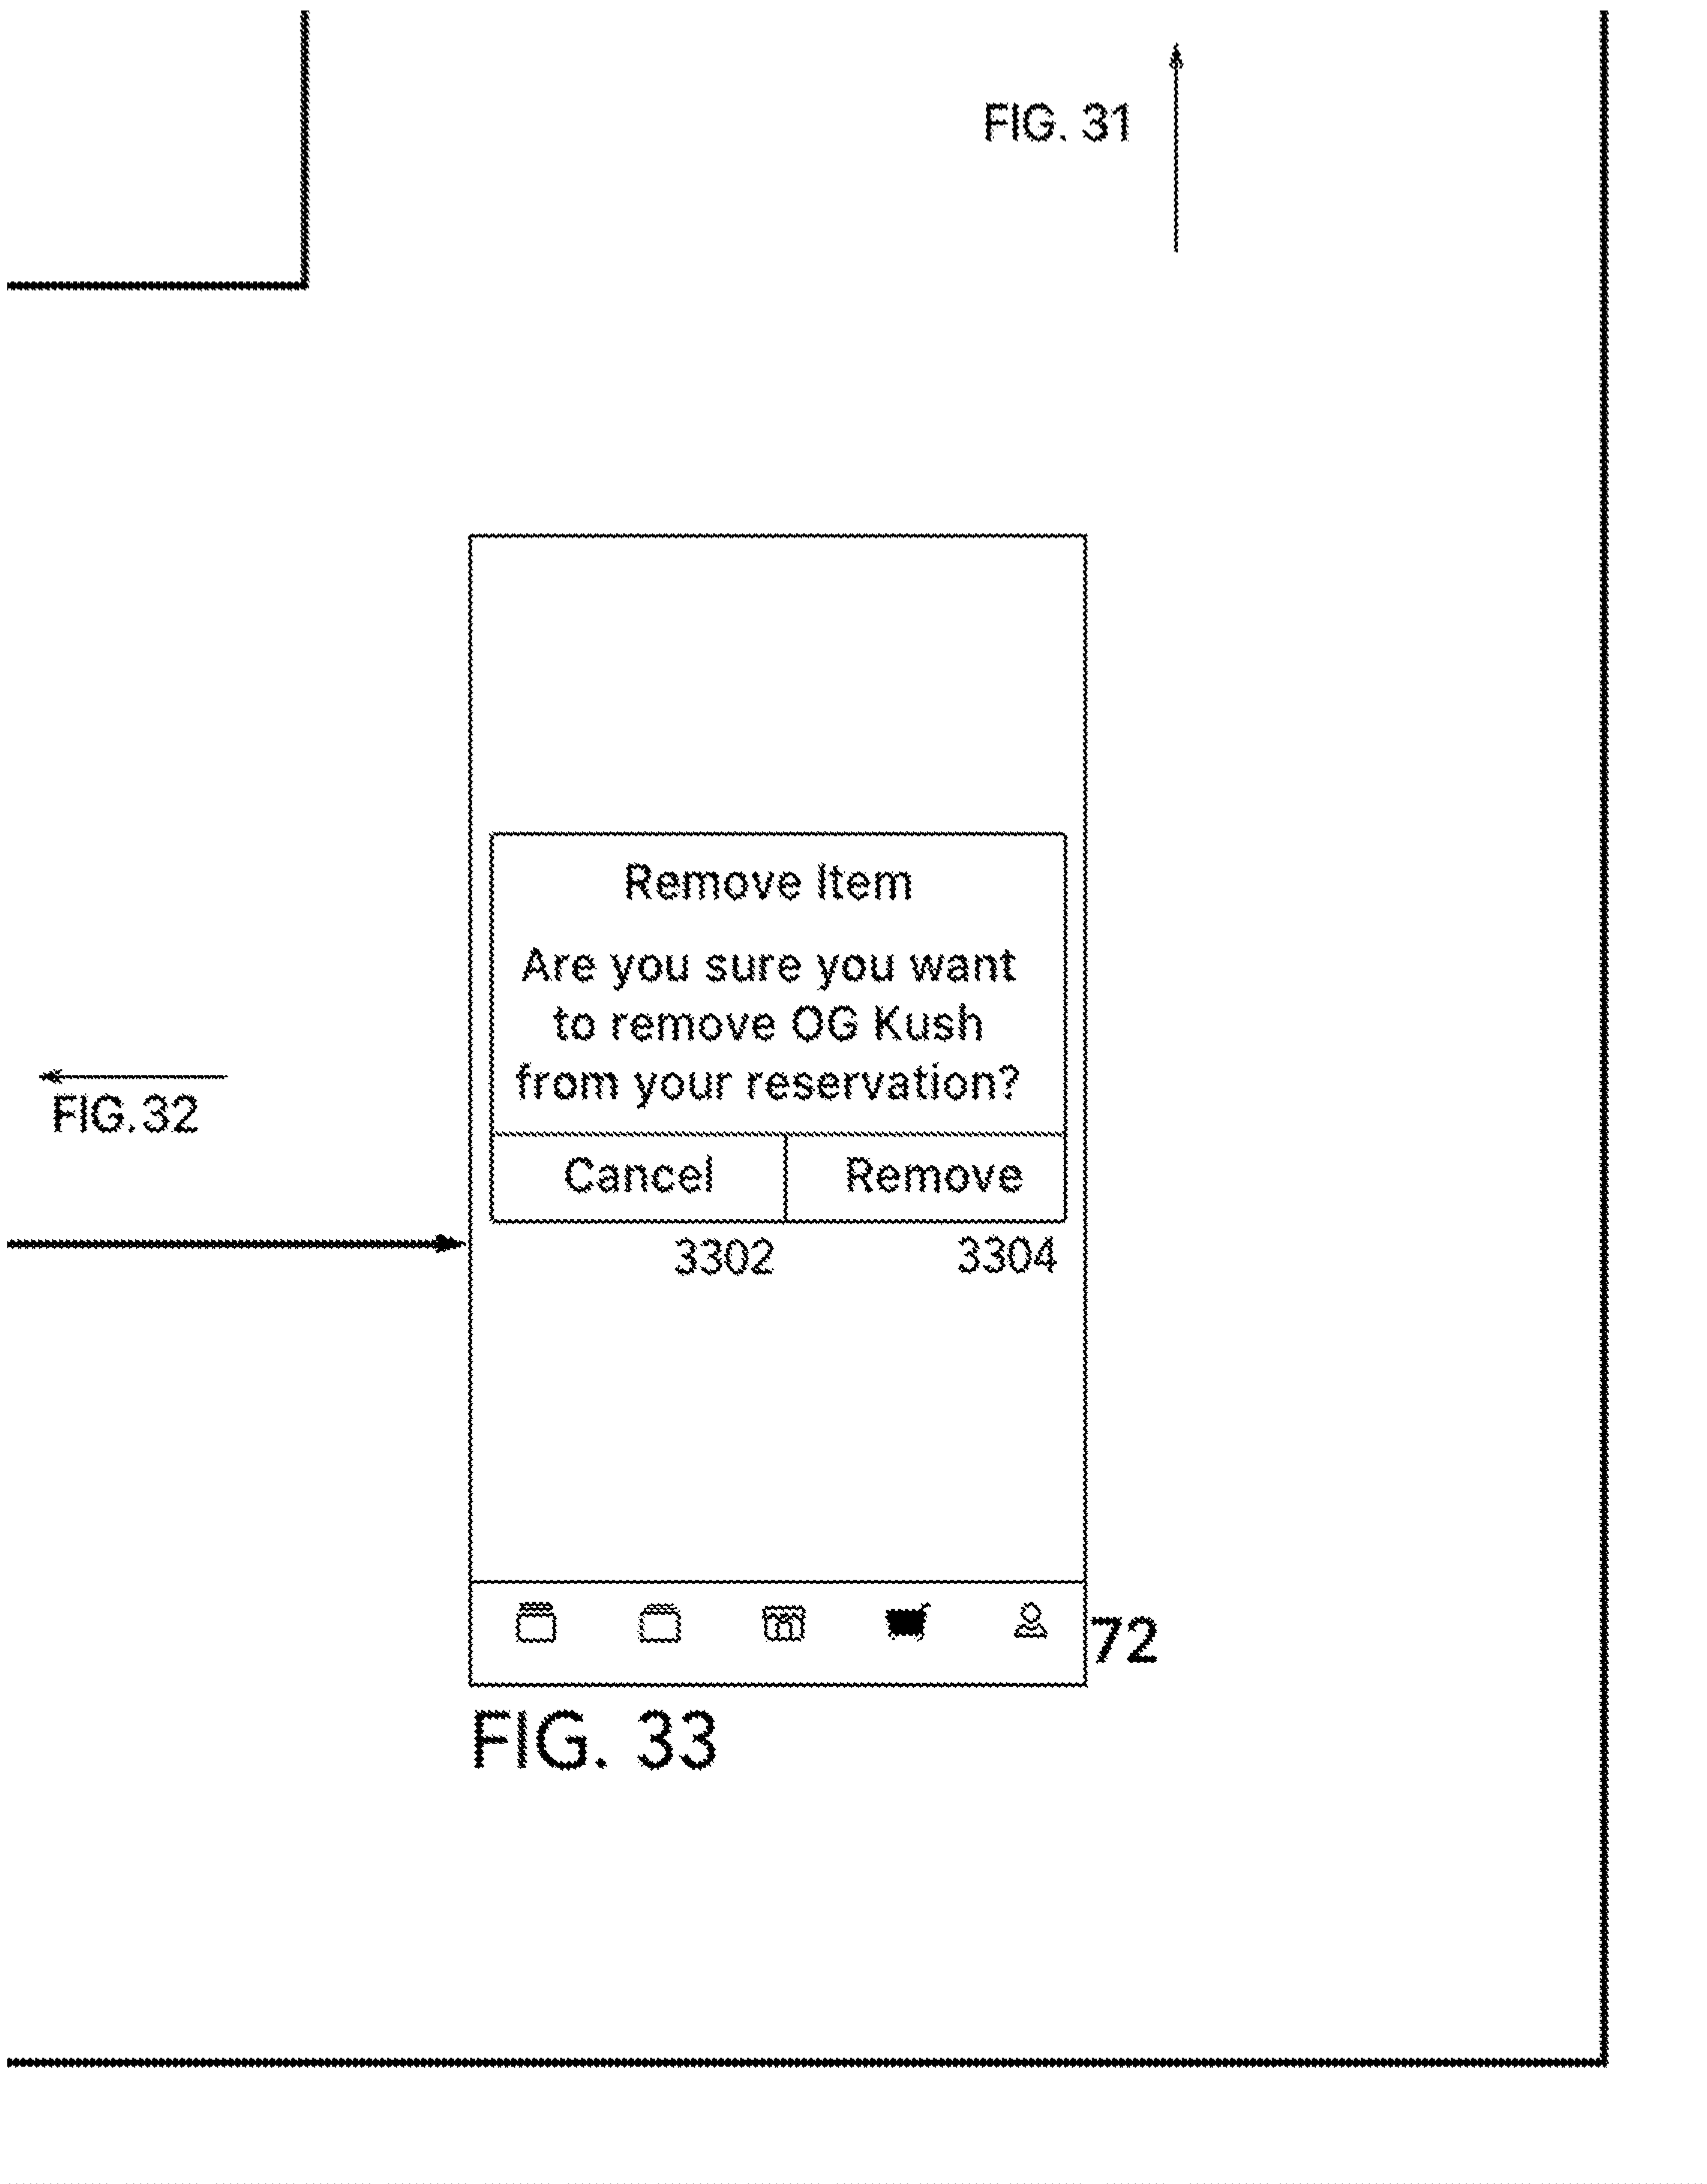 FIG. 31
Remove Item
Are you sure you want
to remove OG Kush
from your reservation?
FIG.32
Cancel
Remove
3302
3304
72
FIG. 33